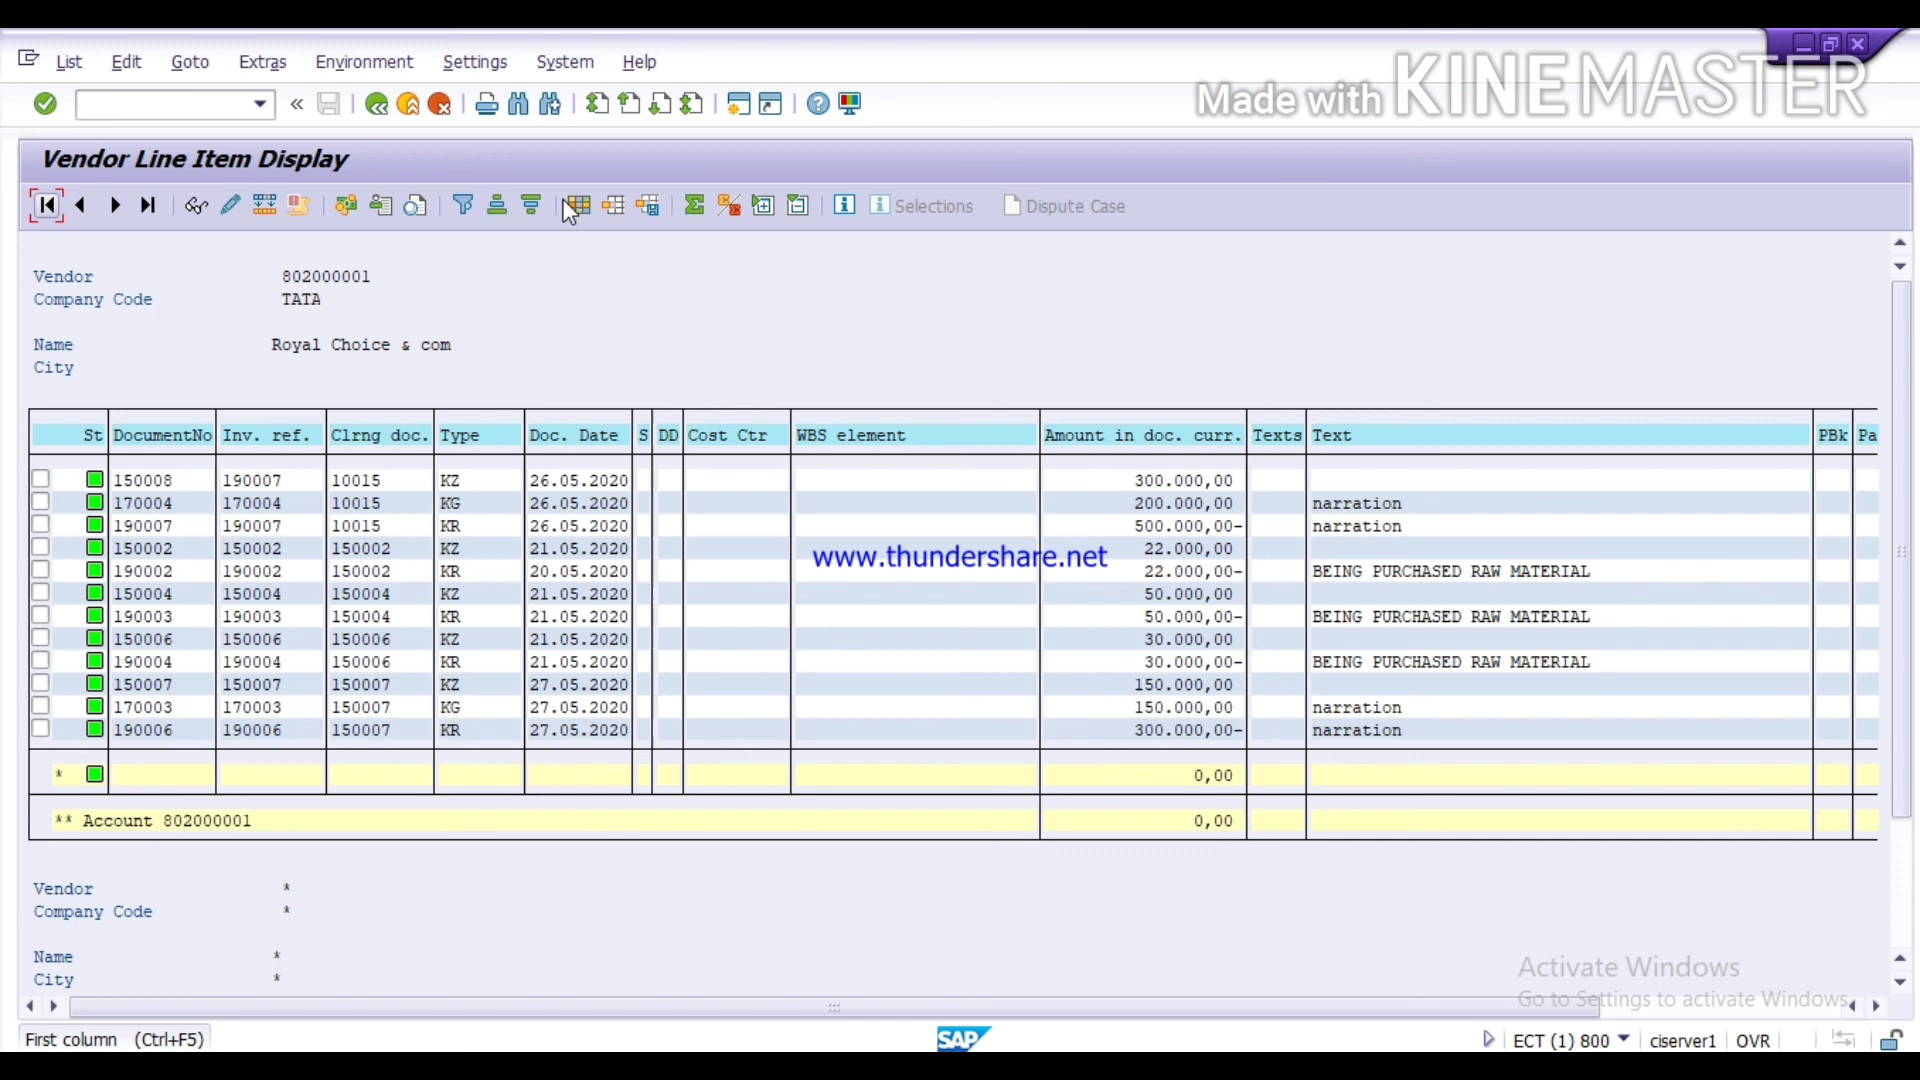 List Edit Goto Extras Environment Settings System Help
Made with KINEMASTER
Vendor Line Item Display
Selections Dispute Case
Vendor 802000001
Company Code TATA
Name Royal Choice & com
City
St DocumentNo Inv. ref. Clrng doc. Type Doc. Date S DD Cost Ctr WBS element Amount in doc. curr. Texts Text PBk Pa
150008 190007 10015 KZ 26.05.2020 300.000,00
170004 170004 10015 KG 26.05.2020 200.000,00 narration
190007 190007 10015 KR 26.05.2020 500.000,00- narration
150002 150002 150002 KZ 21.05.2020 22.000,00
www.thundershare.net
190002 190002 150002 KR 20.05.2020 22.000,00- BEING PURCHASED RAW MATERIAL
150004 150004 150004 KZ 21.05.2020 50.000,00
190003 190003 150004 KR 21.05.2020 50.000,00- BEING PURCHASED RAW MATERIAL
150006 150006 150006 KZ 21.05.2020 30.000,00
190004 190004 150006 KR 21.05.2020 30.000,00- BEING PURCHASED RAW MATERIAL
150007 150007 150007 KZ 27.05.2020 150.000,00
170003 170003 150007 KG 27.05.2020 150.000,00 narration
190006 190006 150007 KR 27.05.2020 300.000,00- narration
* 0,00
** Account 802000001 0,00
Vendor *
Company Code *
Name *
City *
Activate Windows
Go to Settings to activate Windows.
First column (Ctrl+F5) SAP ECT (1) 800 ciserver1 OVR